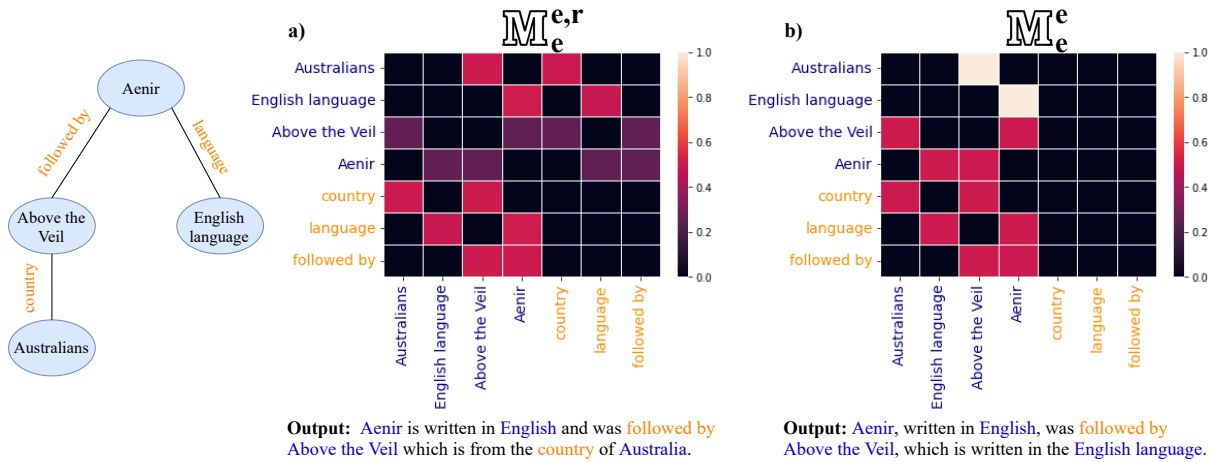 Aenir
followed by
language
Above the
Veil
English
language
country
Australians
a)
M e,r
e
Australians
English language
Above the Veil
Aenir
country
language
followed by
1.0
0.8
0.6
0.4
0.2
0.0
Australians
English language
Above the Veil
Aenir
country
language
followed by
Output: Aenir is written in English and was followed by
Above the Veil which is from the country of Australia.
b)
M e
e
Australians
English language
Above the Veil
Aenir
country
language
followed by
1.0
0.8
0.6
0.4
0.2
0.0
Australians
English language
Above the Veil
Aenir
country
language
followed by
Output: Aenir, written in English, was followed by
Above the Veil, which is written in the English language.